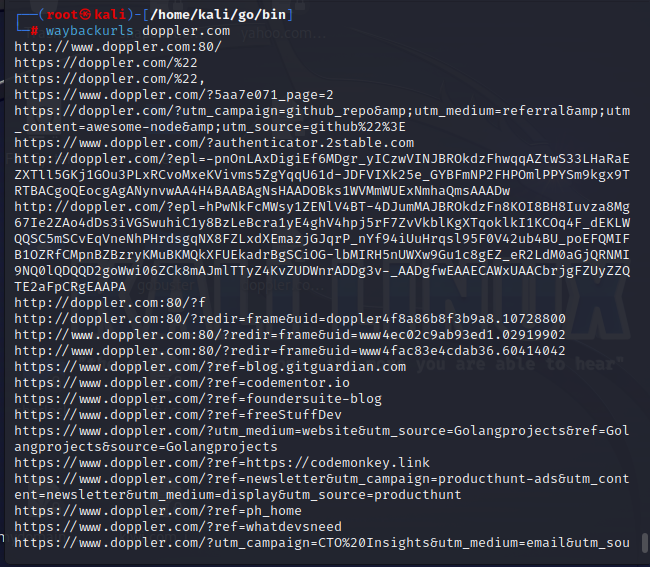 (root㉿kali)-[/home/kali/go/bin]
# waybackurls doppler.com
http://www.doppler.com:80/
https://doppler.com/%22
https://doppler.com/%22,
https://www.doppler.com/?5aa7e071_page=2
https://doppler.com/?utm_campaign=github_repo&amp;utm_medium=referral&amp;utm
_content=awesome-node&amp;utm_source=github%22%3E
https://www.doppler.com/?authenticator.2stable.com
http://www.doppler.com/?epl=-pnOnLAxDigiEf6MDgr_yICzwVINJBROkdzFhwqqAZtwS33LHaRaE
ZXTll5GKj1GOu3PLxRCvoMxeKVivms5ZgYqqU61d-JDFVIXk25e_GYBFmNP2FHPOmlPPYSm9kgx9T
RTBACgoQEocgAgANynvwAA4H4BAABAgNsHAADOBks1WVMmWUExNmhaQmsAAADw
http://www.doppler.com/?epl=hPwNkFcMWsy1ZENlV4BT-4DJumMAJBROkdzFn8KOI8BH8Iuvza8Mg
67Ie2ZAo4dDs3iVGSwuhiC1y8BzLeBcra1yE4ghV4hpj5rF7ZvVkblKgXTqoklkI1KCOq4F_dEKLW
QQSC5mSCvEqVneNhPHrdsgqNX8FZLxdXEmazjGJqrP_nYf94iUuHrqsl95F0V42ub4BU_poEFQMIF
B1OZRfCMpnBZBzryKMuBKMQkXFUEkadrBgSCiOG-lbMIRH5nUWXw9Gu1c8gEZ_eR2LdM0aGjQRNMI
9NQ0lQDQQD2goWwi06ZCk8mAJmlTTyZ4KvZUDWnrADDg3v-_AADgfwEAAECAWxUAACbrjgFZUyZZQ
TE2aFpCRgEAAPA
http://doppler.com:80/?f
http://doppler.com:80/?redir=frame&uid=doppler4f8a86b8f3b9a8.10728800
http://www.doppler.com:80/?redir=frame&uid=www4ec02c9ab93ed1.02919902
http://www.doppler.com:80/?redir=frame&uid=www4fac83e4cdab36.60414042
https://www.doppler.com/?ref=blog.gitguardian.com
https://www.doppler.com/?ref=codementor.io
https://www.doppler.com/?ref=foundersuite-blog
https://www.doppler.com/?ref=freeStuffDev
https://www.doppler.com/?utm_medium=website&utm_source=Golangprojects&ref=Gol
angprojects&source=Golangprojects
https://www.doppler.com/?ref=https://codemonkey.link
https://www.doppler.com/?ref=newsletter&utm_campaign=producthunt-ads&utm_cont
ent=newsletter&utm_medium=display&utm_source=producthunt
https://www.doppler.com/?ref=ph_home
https://www.doppler.com/?ref=whatdevsneed
https://www.doppler.com/?utm_campaign=CTO%20Insights&utm_medium=email&utm_sou